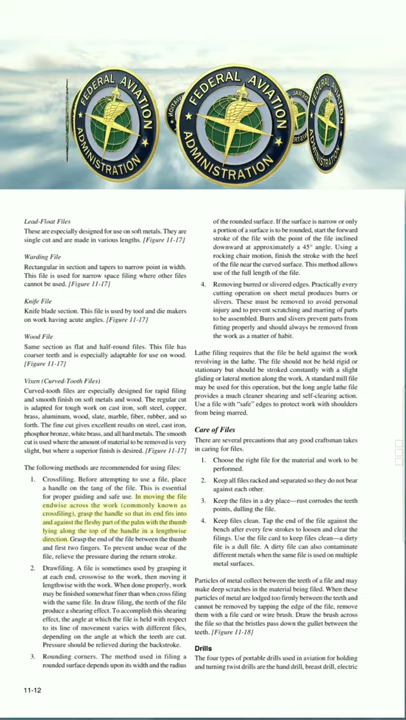 FEDERAL AVIATION
ADMINISTRATION
FEDERAL AVIATION
ADMINISTRATION
Lead-Float Files
These are especially designed for use on soft metals. They are
single cut and are made in various lengths. [Figure 11-17]
Warding File
Rectangular in section and tapers to narrow point in width.
This file is used for narrow space filing where other files
cannot be used. [Figure 11-17]
Knife File
Knife blade section. This file is used by tool and die makers
on work having acute angles. [Figure 11-17]
Wood File
Same section as flat and half-round files. This file has
coarser teeth and is especially adaptable for use on wood.
[Figure 11-17]
Vixen (Curved-Tooth Files)
Curved-tooth files are especially designed for rapid filing
and smooth finish on soft metals and wood. The regular cut
is adapted for tough work on cast iron, soft steel, copper,
brass, aluminum, wood, slate, marble, fiber, rubber, and so
forth. The fine cut gives excellent results on steel, cast iron,
phosphor bronze, white brass, and all hard metals. The smooth
cut is used where the amount of material to be removed is very
slight, but where a superior finish is desired. [Figure 11-17]
The following methods are recommended for using files:
1. Crossfiling. Before attempting to use a file, place
a handle on the tang of the file. This is essential
for proper guiding and safe use. In moving the file
endwise across the work (commonly known as
crossfiling), grasp the handle so that its end fits into
and against the fleshy part of the palm with the thumb
lying along the top of the handle in a lengthwise
direction. Grasp the end of the file between the thumb
and first two fingers. To prevent undue wear of the
file, relieve the pressure during the return stroke.
2. Drawfiling. A file is sometimes used by grasping it
at each end, crosswise to the work, then moving it
lengthwise with the work. When done properly, work
may be finished somewhat finer than when cross filing
with the same file. In draw filing, the teeth of the file
produce a shearing effect. To accomplish this shearing
effect, the angle at which the file is held with respect
to its line of movement varies with different files,
depending on the angle at which the teeth are cut.
Pressure should be relieved during the backstroke.
3. Rounding corners. The method used in filing a
rounded surface depends upon its width and the radius
of the rounded surface. If the surface is narrow or only
a portion of a surface is to be rounded, start the forward
stroke of the file with the point of the file inclined
downward at approximately a 45° angle. Using a
rocking chair motion, finish the stroke with the heel
of the file near the curved surface. This method allows
use of the full length of the file.
4. Removing burred or slivered edges. Practically every
cutting operation on sheet metal produces burrs or
slivers. These must be removed to avoid personal
injury and to prevent scratching and marring of parts
to be assembled. Burrs and slivers prevent parts from
fitting properly and should always be removed from
the work as a matter of habit.
Lathe filing requires that the file be held against the work
revolving in the lathe. The file should not be held rigid or
stationary but should be stroked constantly with a slight
gliding or lateral motion along the work. A standard mill file
may be used for this operation, but the long angle lathe file
provides a much cleaner shearing and self-clearing action.
Use a file with “safe” edges to protect work with shoulders
from being marred.
Care of Files
There are several precautions that any good craftsman takes
in caring for files.
1. Choose the right file for the material and work to be
performed.
2. Keep all files racked and separated so they do not bear
against each other.
3. Keep the files in a dry place—rust corrodes the teeth
points, dulling the file.
4. Keep files clean. Tap the end of the file against the
bench after every few strokes to loosen and clear the
filings. Use the file card to keep files clean—a dirty
file is a dull file. A dirty file can also contaminate
different metals when the same file is used on multiple
metal surfaces.
Particles of metal collect between the teeth of a file and may
make deep scratches in the material being filed. When these
particles of metal are lodged too firmly between the teeth and
cannot be removed by tapping the edge of the file, remove
them with a file card or wire brush. Draw the brush across
the file so that the bristles pass down the gullet between the
teeth. [Figure 11-18]
Drills
The four types of portable drills used in aviation for holding
and turning twist drills are the hand drill, breast drill, electric
11-12